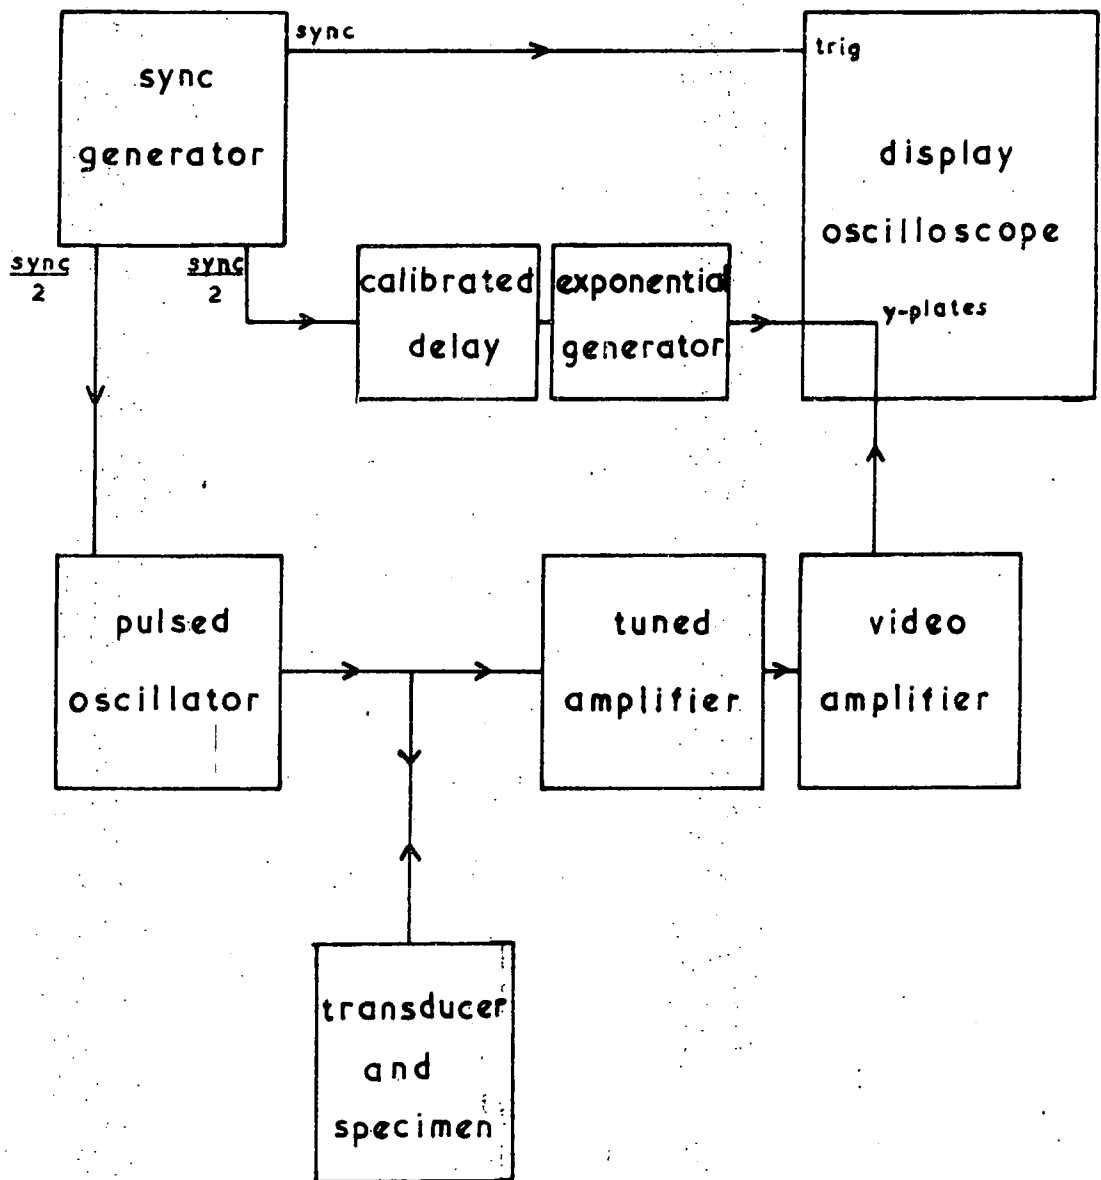 sync
generator
sync
trig
display
oscilloscope
y-plates
sync
2
sync
2
calibrated
delay
exponential
generator
pulsed
oscillator
tuned
amplifier
video
amplifier
transducer
and
specimen